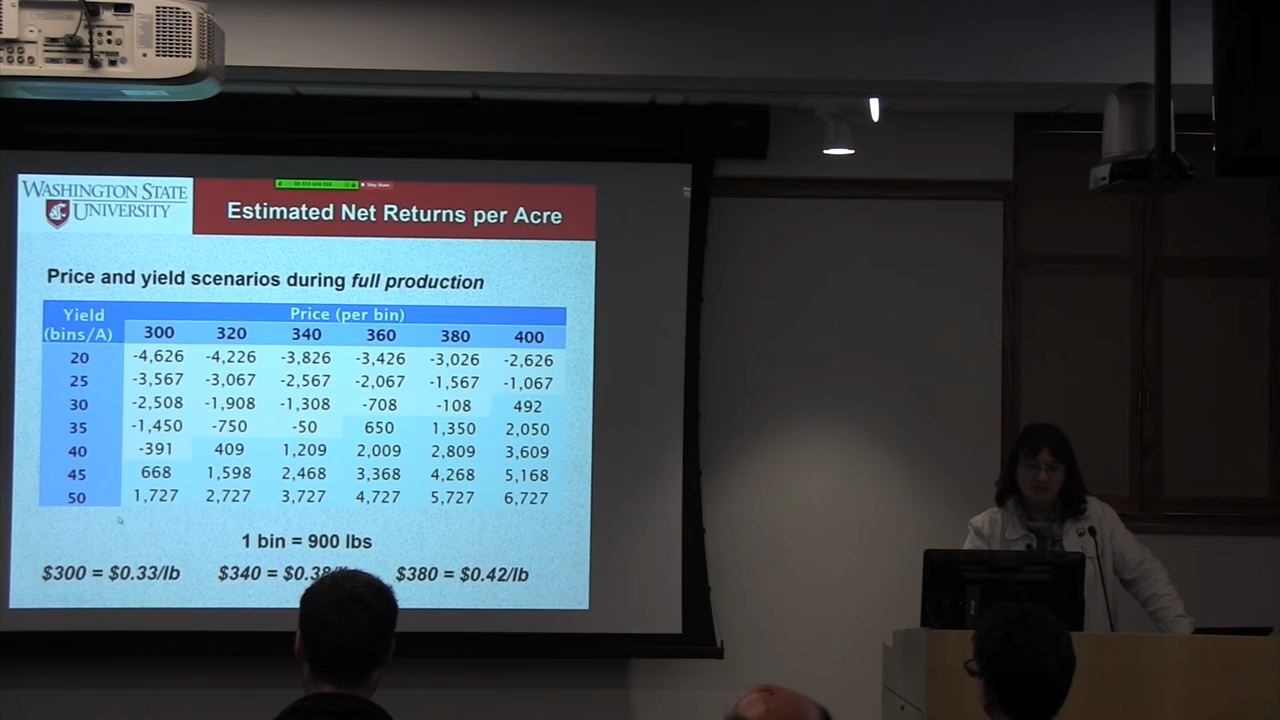 WASHINGTON STATE
UNIVERSITY
Stop Share
Estimated Net Returns per Acre
Price and yield scenarios during full production
Yield (bins/A) Price (per bin)
300 320 340 360 380 400
20 -4,626 -4,226 -3,826 -3,426 -3,026 -2,626
25 -3,567 -3,067 -2,567 -2,067 -1,567 -1,067
30 -2,508 -1,908 -1,308 -708 -108 492
35 -1,450 -750 -50 650 1,350 2,050
40 -391 409 1,209 2,009 2,809 3,609
45 668 1,598 2,468 3,368 4,268 5,168
50 1,727 2,727 3,727 4,727 5,727 6,727
1 bin = 900 lbs
$300 = $0.33/lb $340 = $0.38 $380 = $0.42/lb